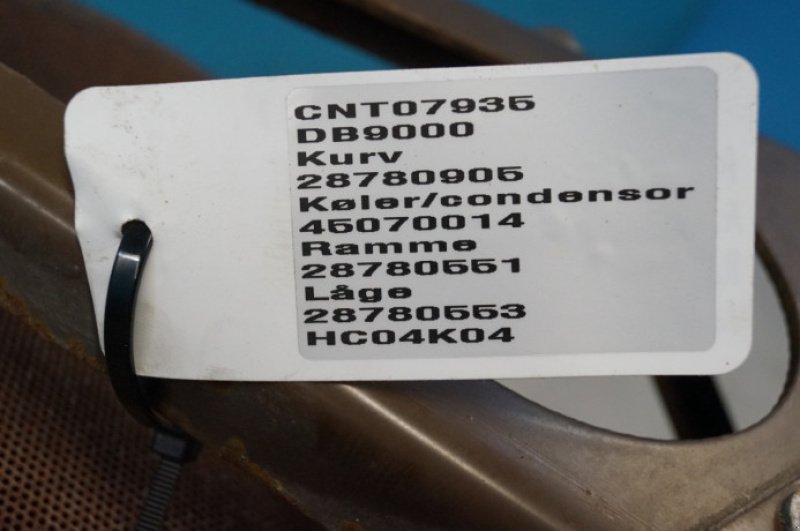 CNT07935
DB9000
Kurv
28780905
Køler/condensor
45070014
Ramme
28780551
Låge
28780553
HC04K04